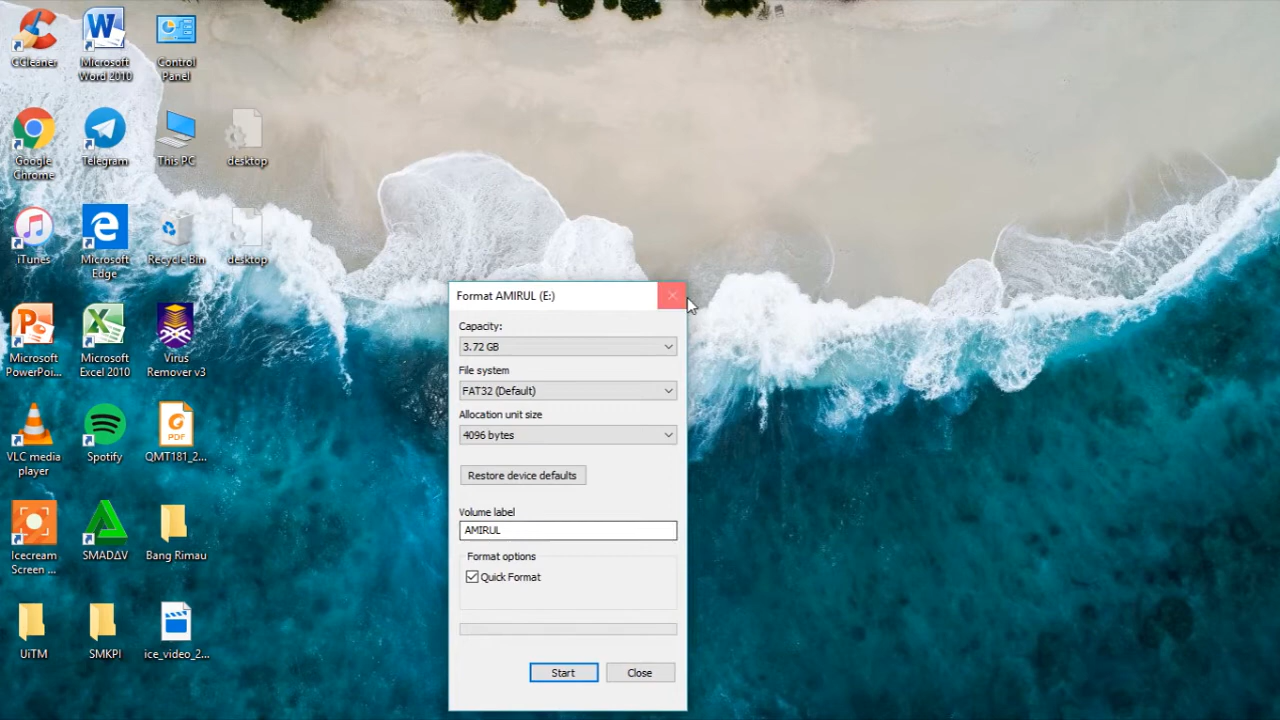 CCleaner
Microsoft
Word 2010
Control
Panel
Google
Chrome
Telegram
This PC
desktop
iTunes
Microsoft
Edge
Recycle Bin
desktop
Microsoft
PowerPoi...
Microsoft
Excel 2010
Virus
Remover v3
VLC media
player
Spotify
PDF
QMT181_2...
Icecream
Screen ...
SMADΔV
Bang Rimau
UiTM
SMKPI
ice_video_2...
Format AMIRUL (E:)
Capacity:
3.72 GB
File system
FAT32 (Default)
Allocation unit size
4096 bytes
Restore device defaults
Volume label
AMIRUL
Format options
Quick Format
Start
Close